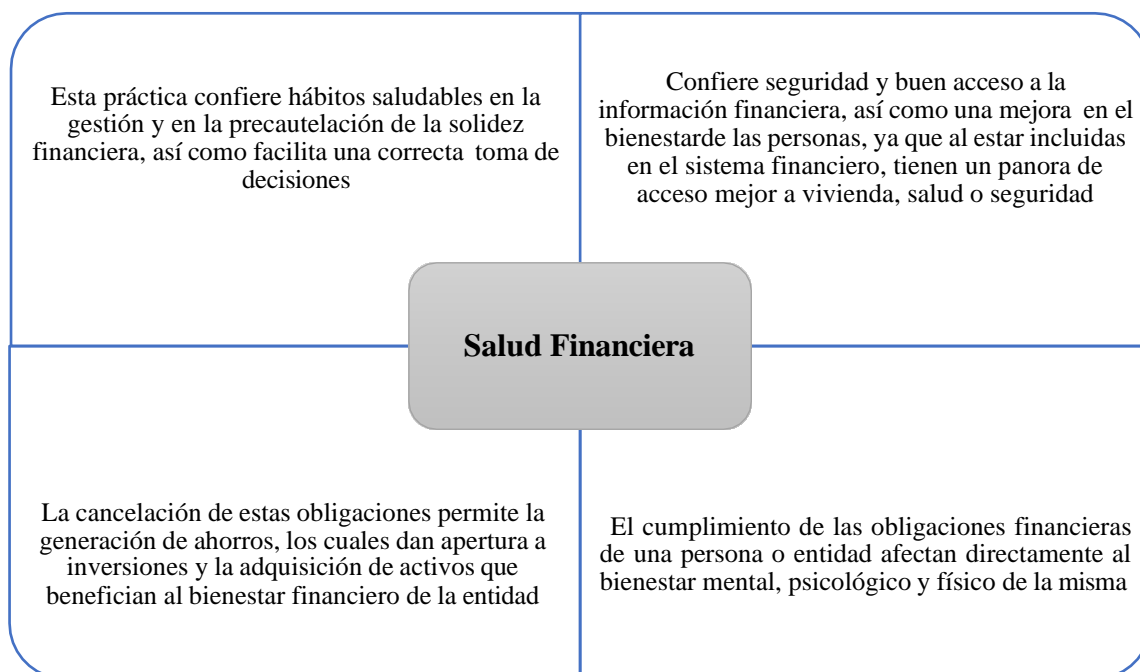 Esta práctica confiere hábitos saludables en la
gestión y en la precautelación de la solidez
financiera, así como facilita una correcta toma de
decisiones
Confiere seguridad y buen acceso a la
información financiera, así como una mejora en el
bienestarde las personas, ya que al estar incluidas
en el sistema financiero, tienen un panora de
acceso mejor a vivienda, salud o seguridad
Salud Financiera
La cancelación de estas obligaciones permite la
generación de ahorros, los cuales dan apertura a
inversiones y la adquisición de activos que
benefician al bienestar financiero de la entidad
El cumplimiento de las obligaciones financieras
de una persona o entidad afectan directamente al
bienestar mental, psicológico y físico de la misma